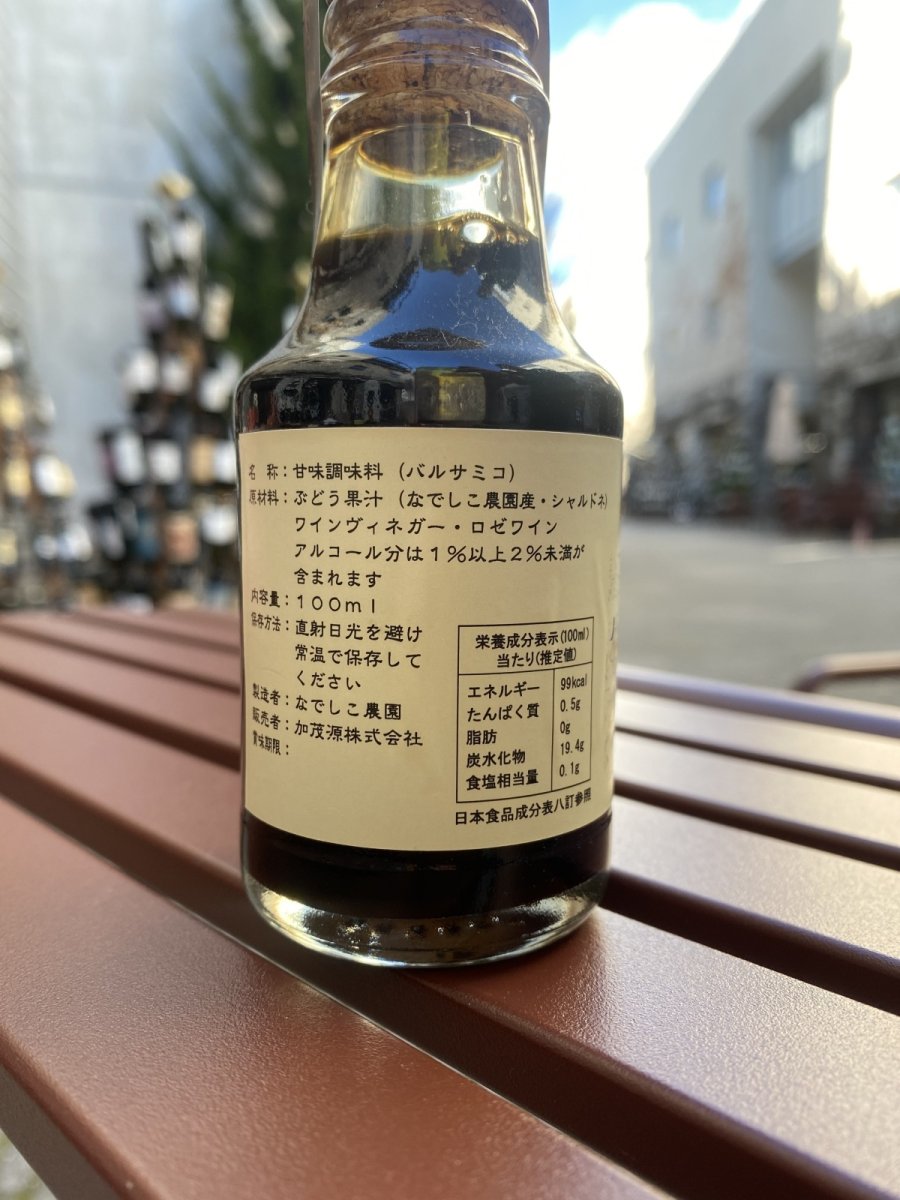 名 称：甘味調味料 （バルサミコ）
原材料：ぶどう果汁 （なでしこ農園産・シャルドネ）
ワインヴィネガー・ロゼワイン
アルコール分は１％以上２％未満が
含まれます
内容量：１００ｍｌ
保存方法：直射日光を避け
常温で保存して
ください
製造者：なでしこ農園
販売者：加茂源株式会社
賞味期限：
栄養成分表示(100ml)
当たり(推定値)
エネルギー 99kcal
たんぱく質 0.5g
脂肪 0g
炭水化物 19.4g
食塩相当量 0.1g
日本食品成分表八訂参照